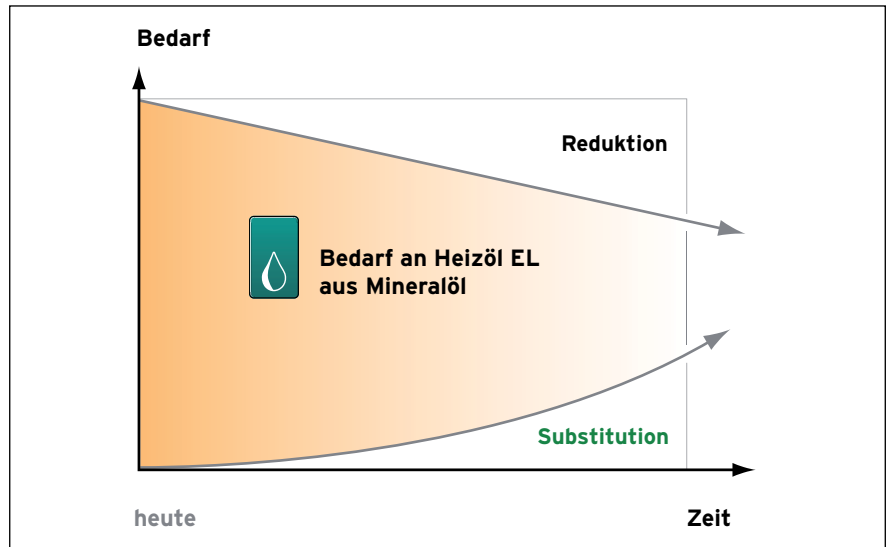 Bedarf
Reduktion
Bedarf an Heizöl EL
aus Mineralöl
Substitution
heute
Zeit